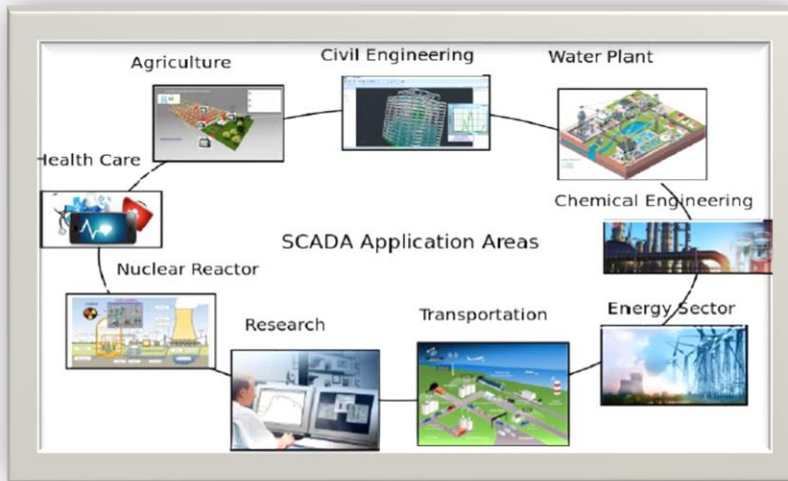 Agriculture
Civil Engineering
Water Plant
Health Care
Chemical Engineering
SCADA Application Areas
Nuclear Reactor
Energy Sector
Research
Transportation